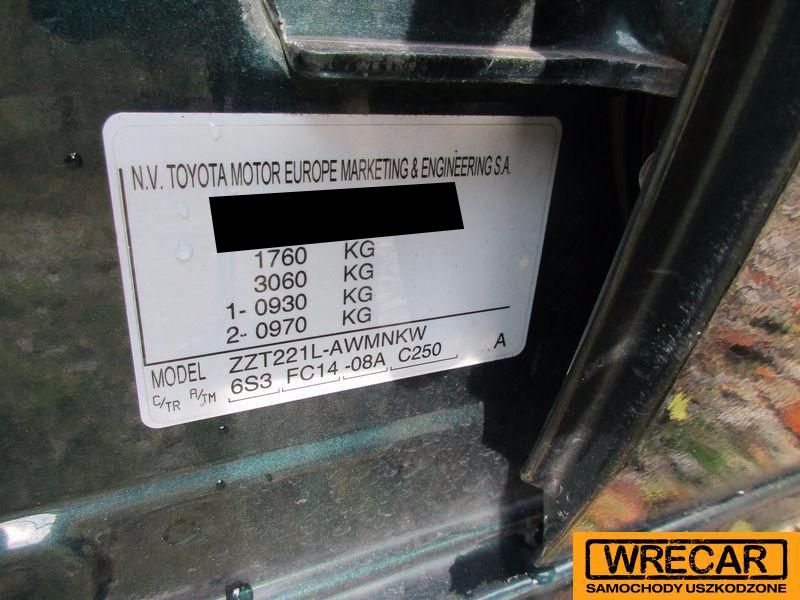 N.V. TOYOTA MOTOR EUROPE MARKETING & ENGINEERING S.A.
1760 KG
3060 KG
1- 0930 KG
2- 0970 KG
MODEL ZZT221L-AWMNKW
C/TR A/TM 6S3 FC14 -08A C250 A
WRECAR
SAMOCHODY USZKODZONE